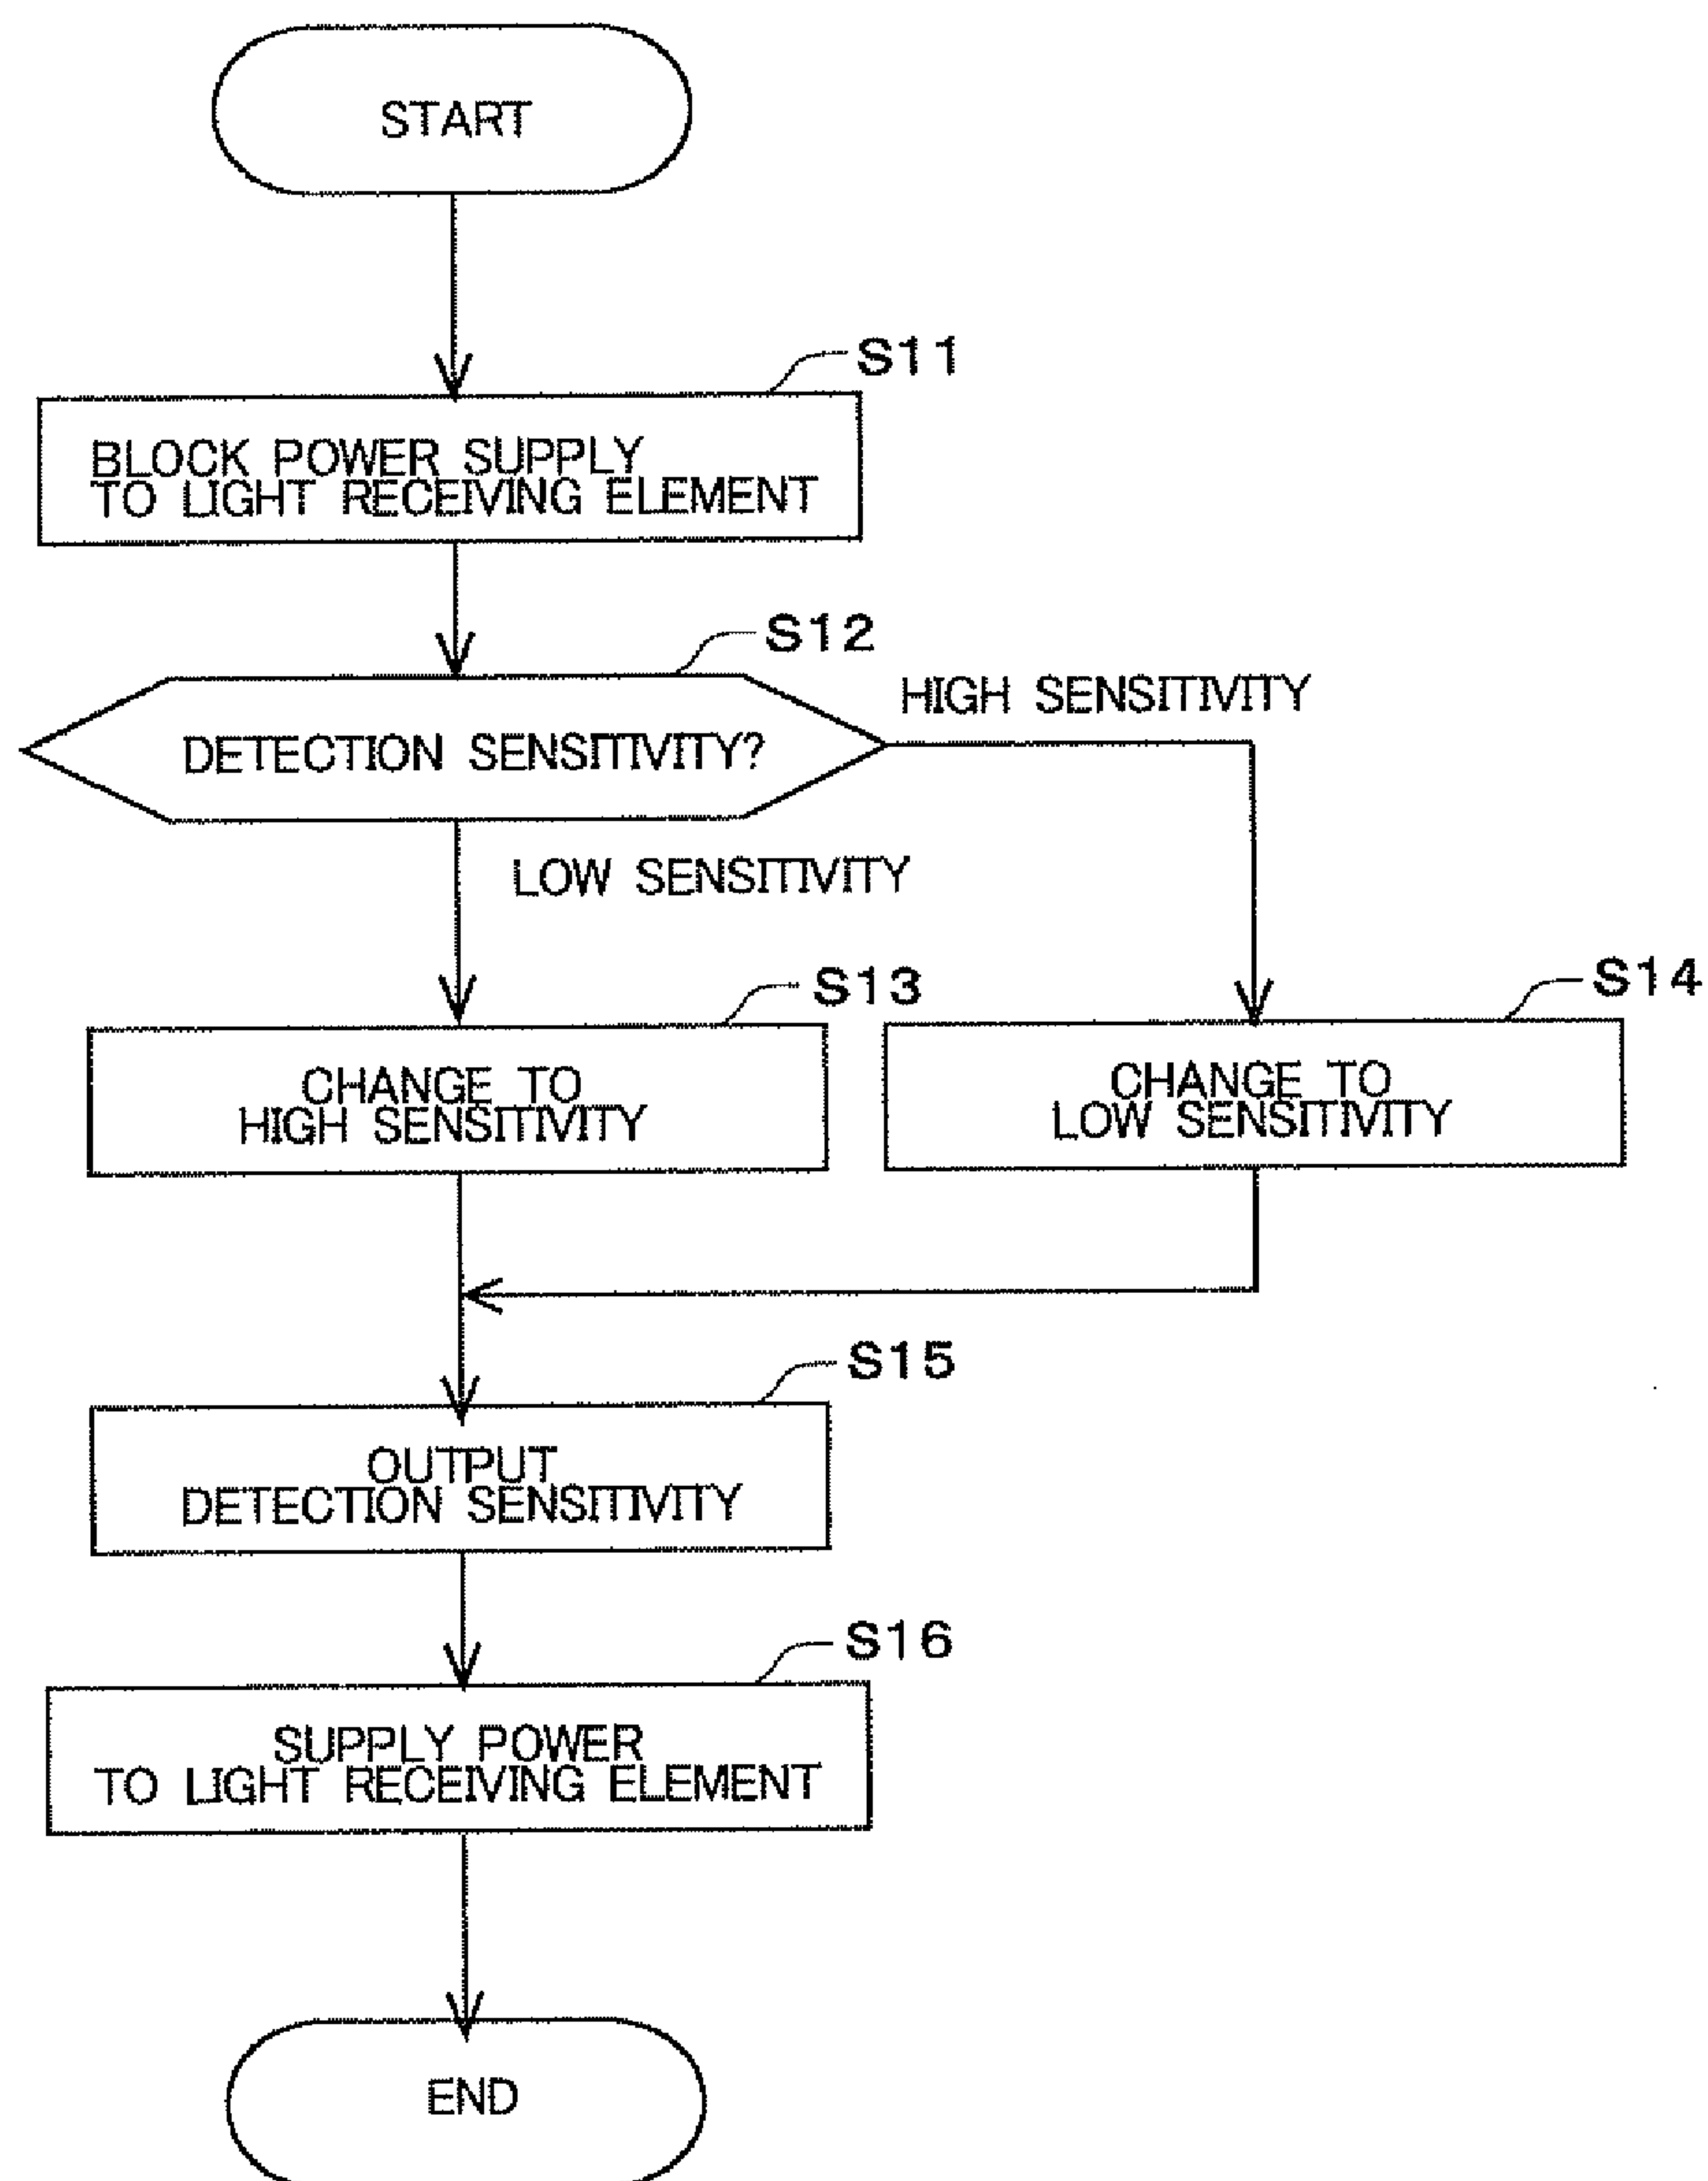 START
S11
BLOCK POWER SUPPLY
TO LIGHT RECEIVING ELEMENT
S12
HIGH SENSITIVITY
DETECTION SENSITIVITY?
LOW SENSITIVITY
S13
S14
CHANGE TO
HIGH SENSITIVITY
CHANGE TO
LOW SENSITIVITY
S15
OUTPUT
DETECTION SENSITIVITY
S16
SUPPLY POWER
TO LIGHT RECEIVING ELEMENT
END